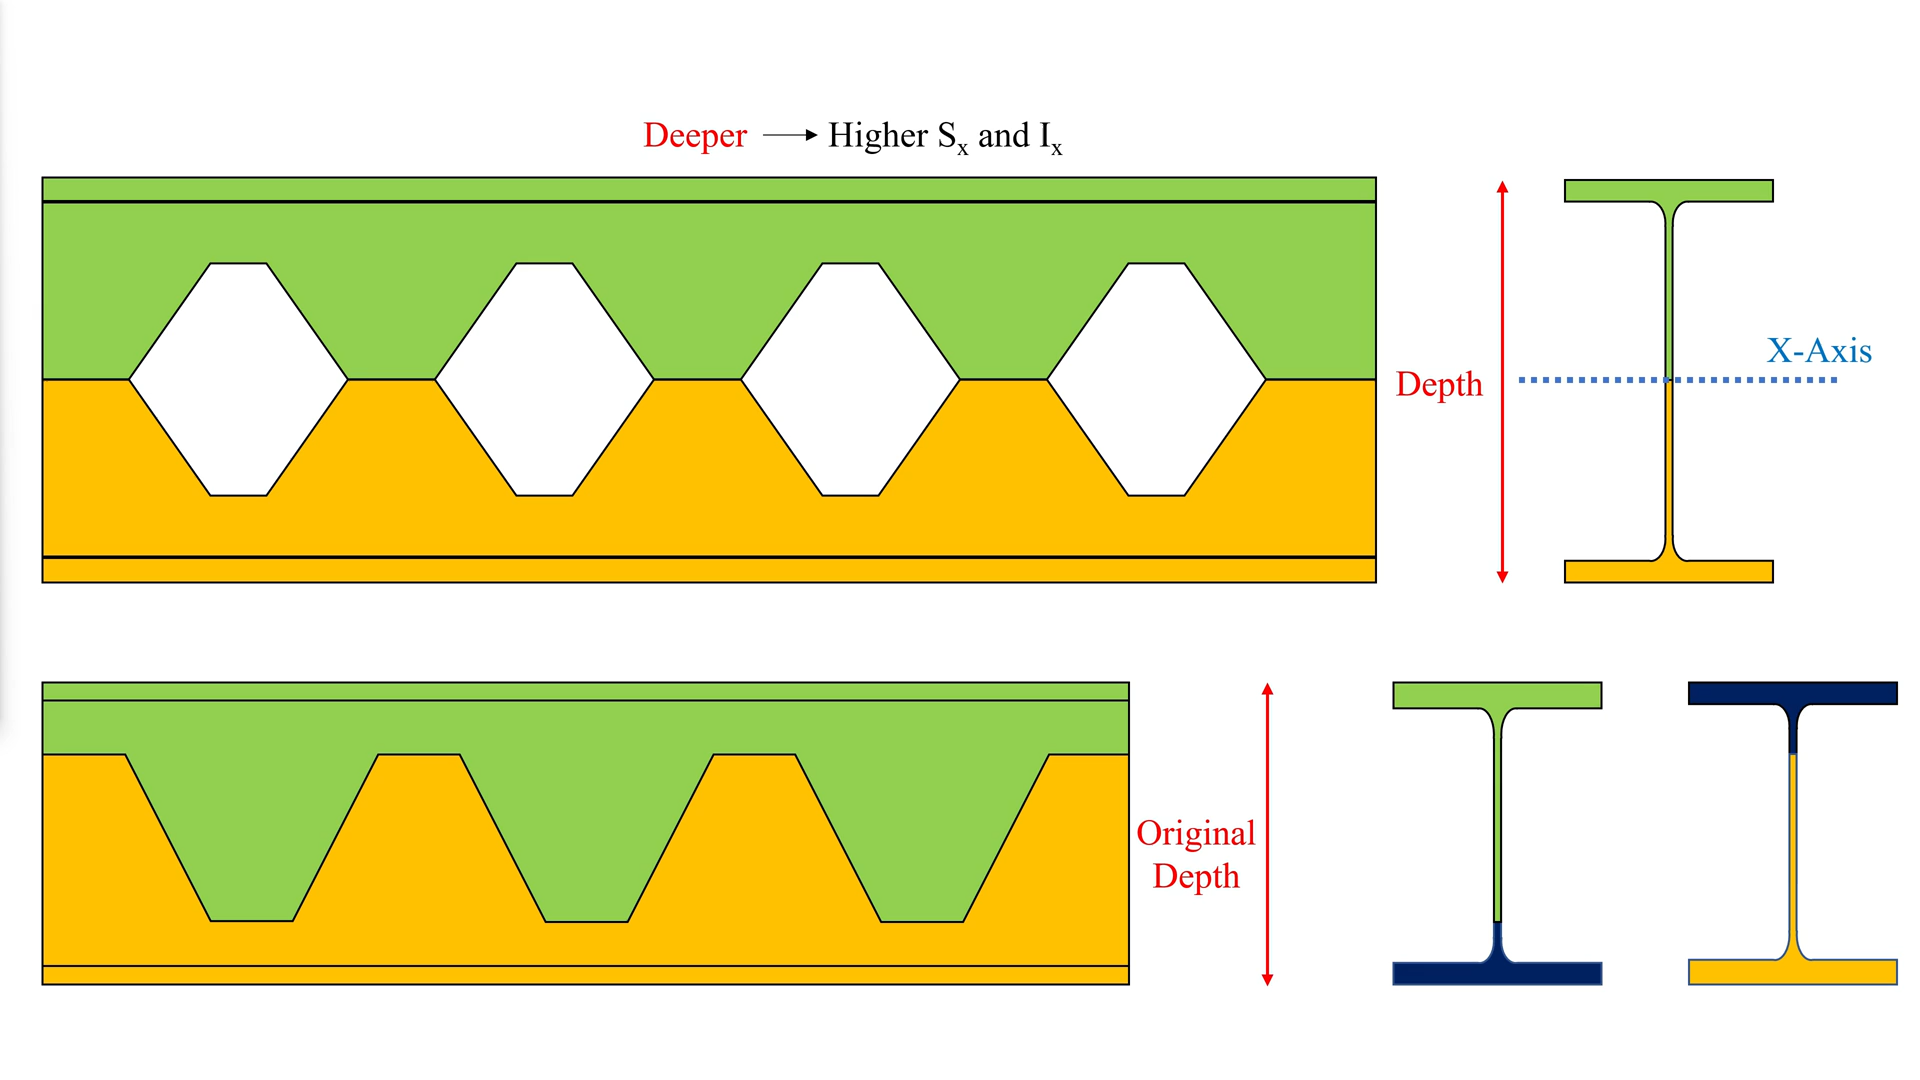 Deeper → Higher Sₓ and Iₓ
X-Axis
Depth
Original
Depth